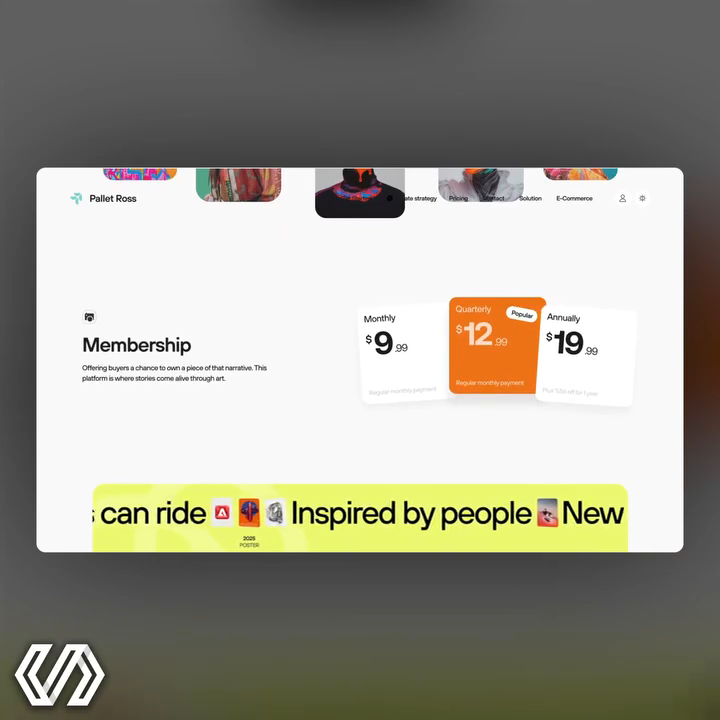 Pallet Ross
ate strategy
Pricing
Solution
E-Commerce
Membership
Offering buyers a chance to own a piece of that narrative. This
platform is where stories come alive through art.
Monthly
$9.99
Regular monthly payment
Quarterly
Popular
$12.99
Regular monthly payment
Annually
$19.99
s can ride Inspired by people New
2025
POSTER